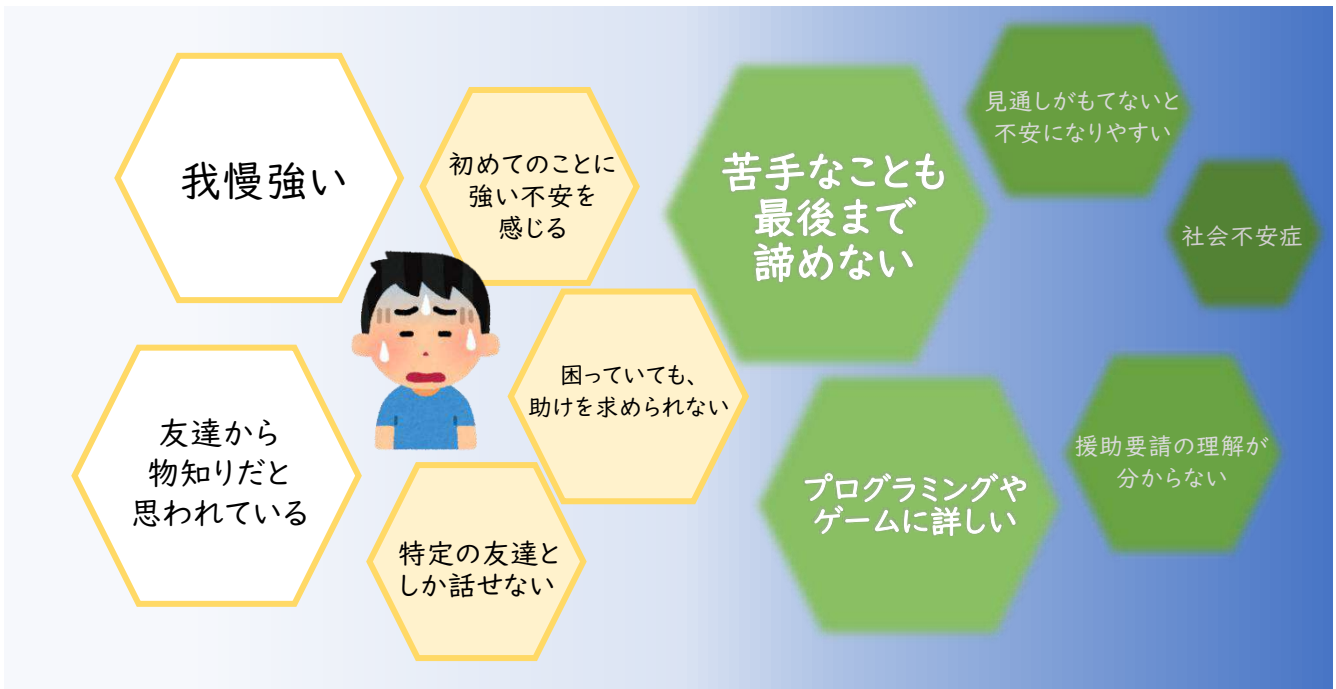 我慢強い
初めてのことに
強い不安を
感じる
友達から
物知りだと
思われている
困っていても、
助けを求められない
特定の友達と
しか話せない
苦手なことも
最後まで
諦めない
見通しがもてないと
不安になりやすい
社会不安症
プログラミングや
ゲームに詳しい
援助要請の理解が
分からない